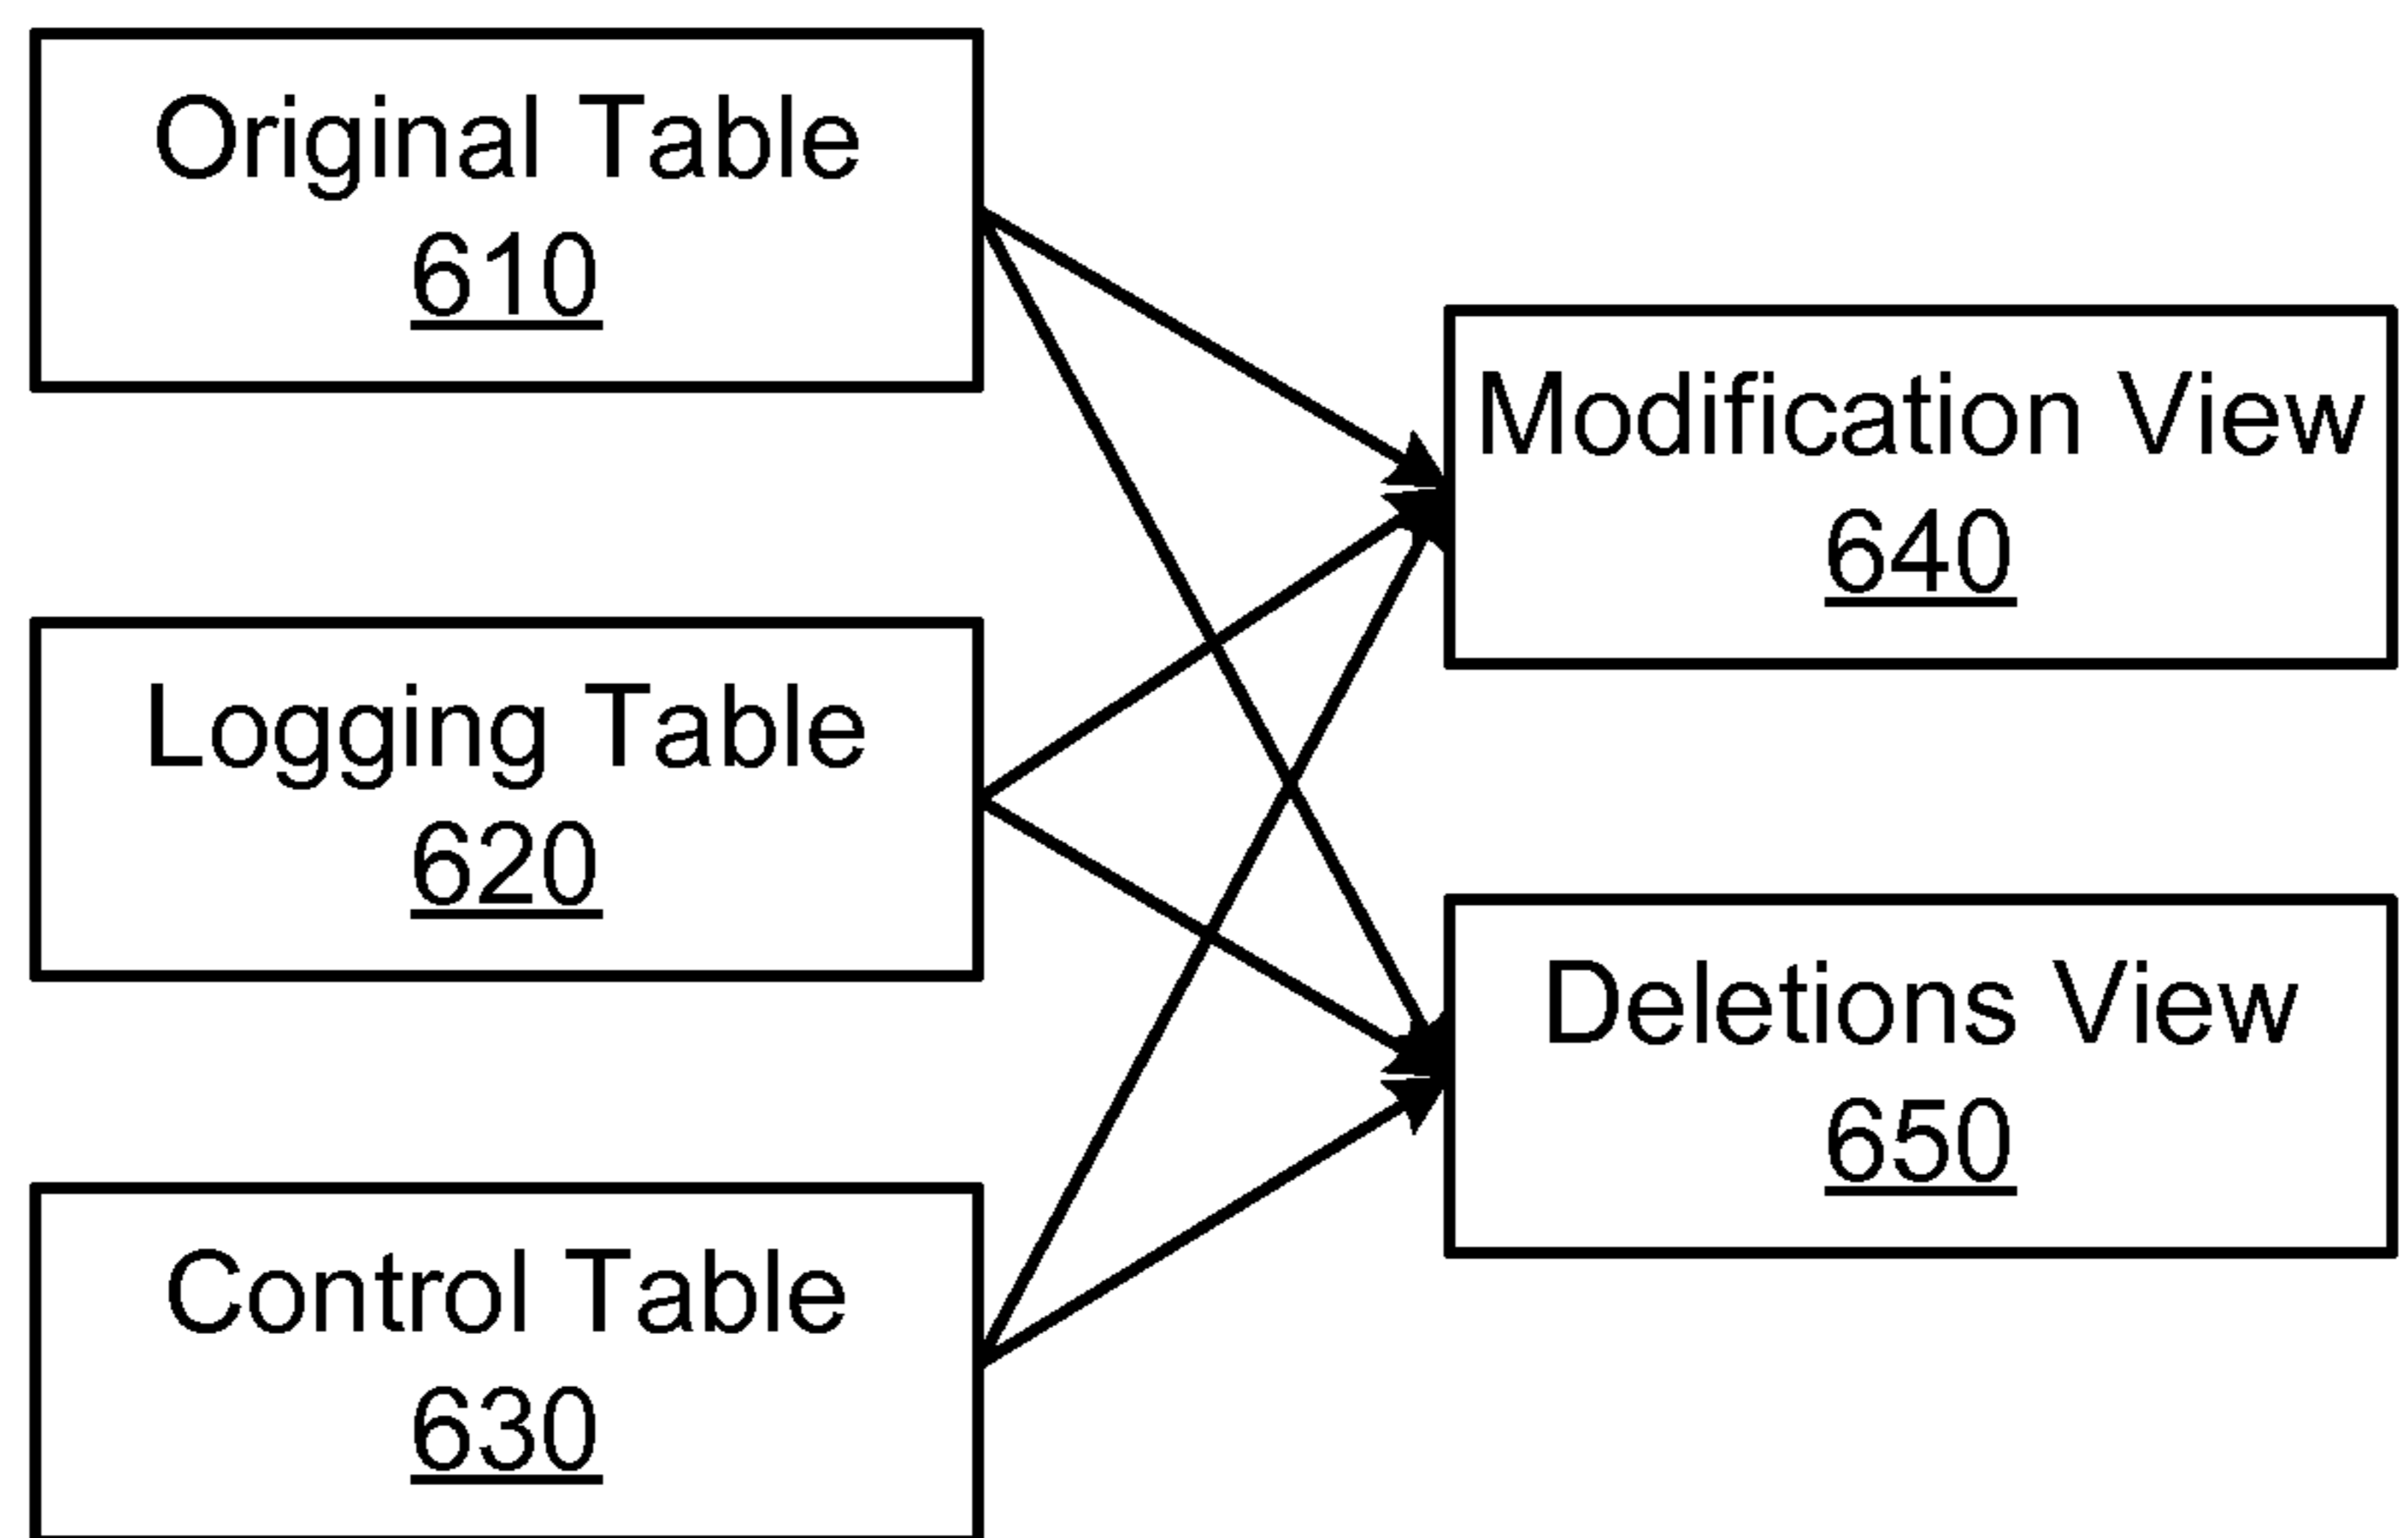 Original Table
610
Logging Table
620
Control Table
630
Modification View
640
Deletions View
650